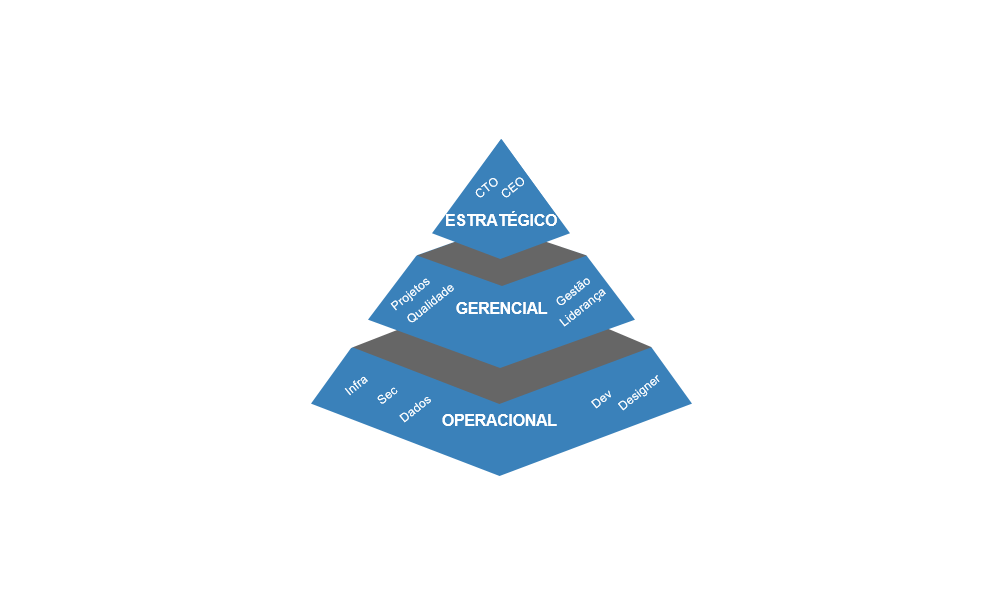 CTO
CEO
ESTRATÉGICO
Projetos
Qualidade
GERENCIAL
Gestão
Liderança
Infra
Sec
Dados
OPERACIONAL
Dev
Designer